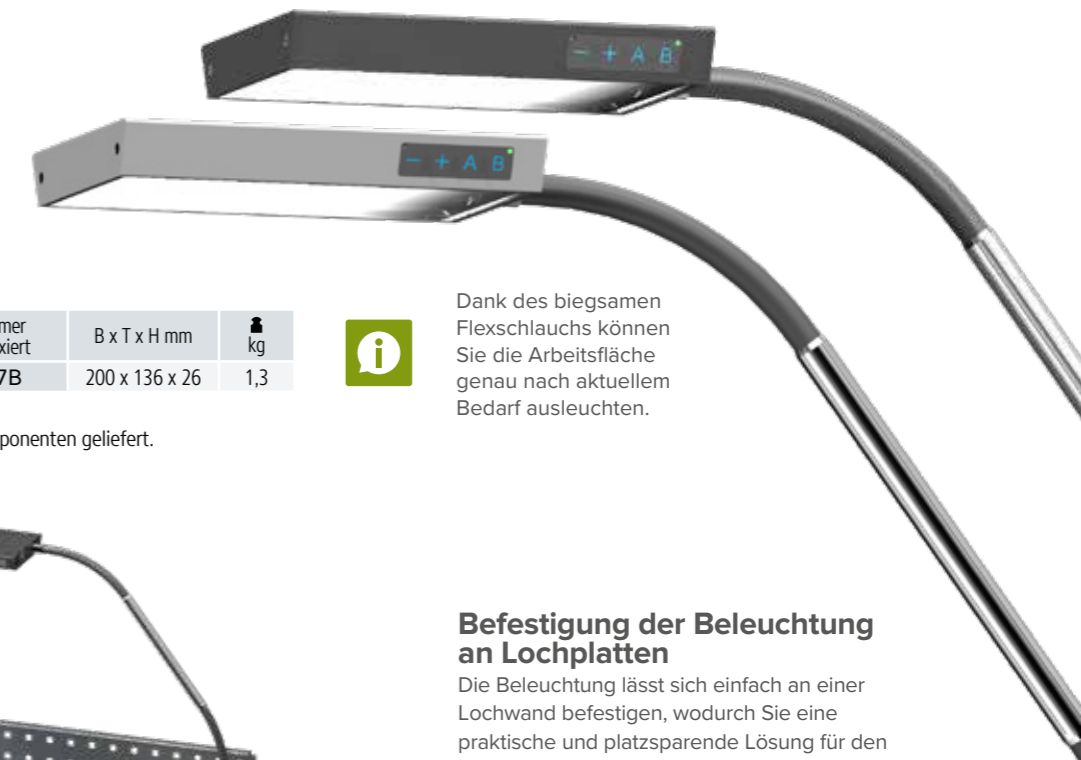 − + A B
− + A B
mer
xiert
B x T x H mm
kg
7B
200 x 136 x 26
1,3
ponenten geliefert.
i
Dank des biegsamen
Flexschlauchs können
Sie die Arbeitsfläche
genau nach aktuellem
Bedarf ausleuchten.
Befestigung der Beleuchtung
an Lochplatten
Die Beleuchtung lässt sich einfach an einer
Lochwand befestigen, wodurch Sie eine
praktische und platzsparende Lösung für den